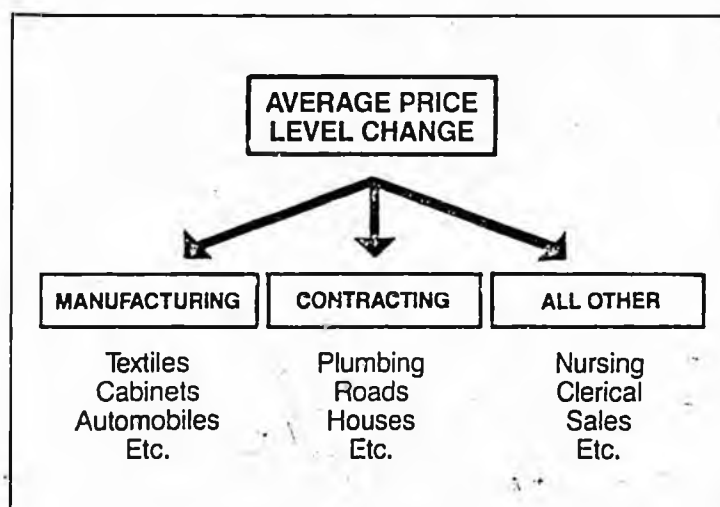 AVERAGE PRICE
LEVEL CHANGE
MANUFACTURING
CONTRACTING
ALL OTHER
Textiles
Cabinets
Automobiles
Etc.
Plumbing
Roads
Houses
Etc.
Nursing
Clerical
Sales
Etc.